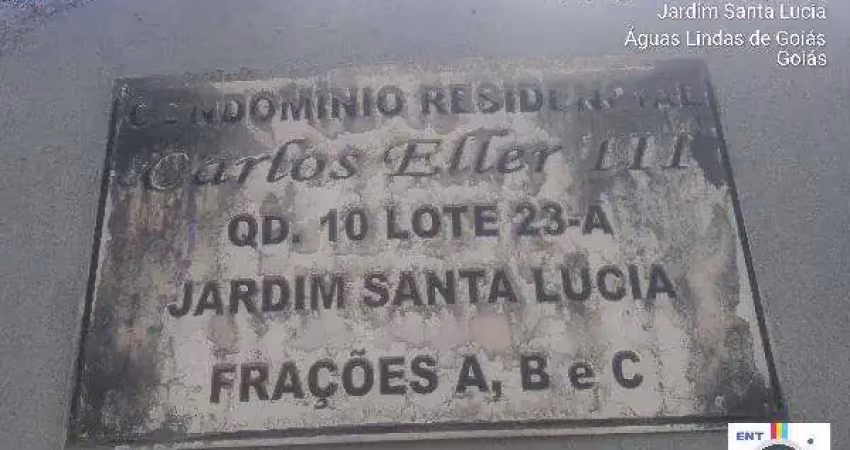 Jardim Santa Lucia
Águas Lindas de Goiás
Goiás
CONDOMINIO RESIDENCIAL
Carlos Eller III
QD. 10 LOTE 23-A
JARDIM SANTA LUCIA
FRAÇÕES A, B e C
ENT